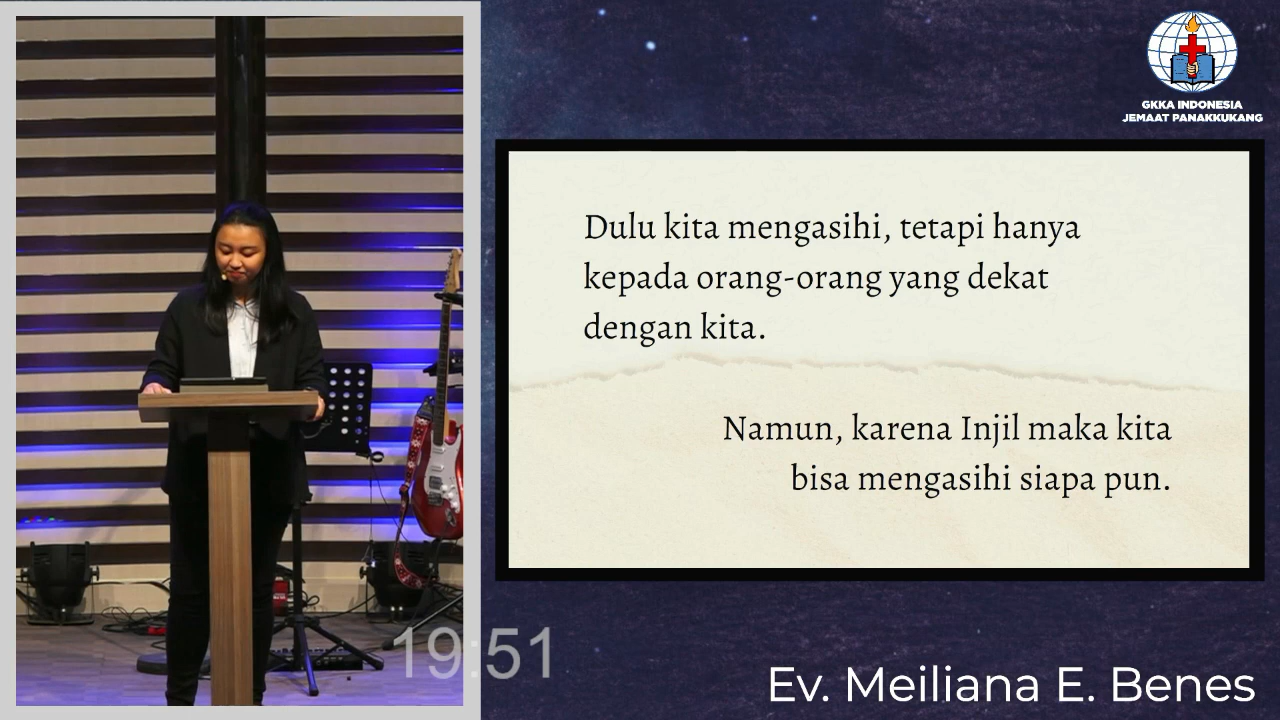 GKKA INDONESIA
JEMAAT PANAKKUKANG
Dulu kita mengasihi, tetapi hanya
kepada orang-orang yang dekat
dengan kita.
Namun, karena Injil maka kita
bisa mengasihi siapa pun.
19:51
Ev. Meiliana E. Benes